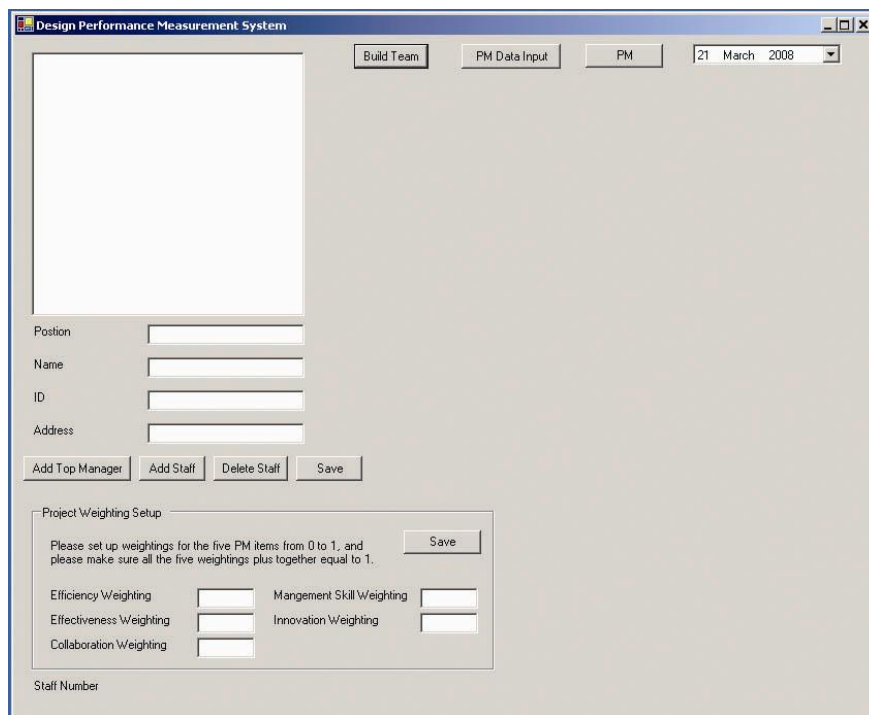 Design Performance Measurement System
Build Team
PM Data Input
PM
21 March 2008
Postion
Name
ID
Address
Add Top Manager
Add Staff
Delete Staff
Save
Project Weighting Setup
Please set up weightings for the five PM items from 0 to 1, and
please make sure all the five weightings plus together equal to 1.
Save
Efficiency Weighting
Mangement Skill Weighting
Effectiveness Weighting
Innovation Weighting
Collaboration Weighting
Staff Number